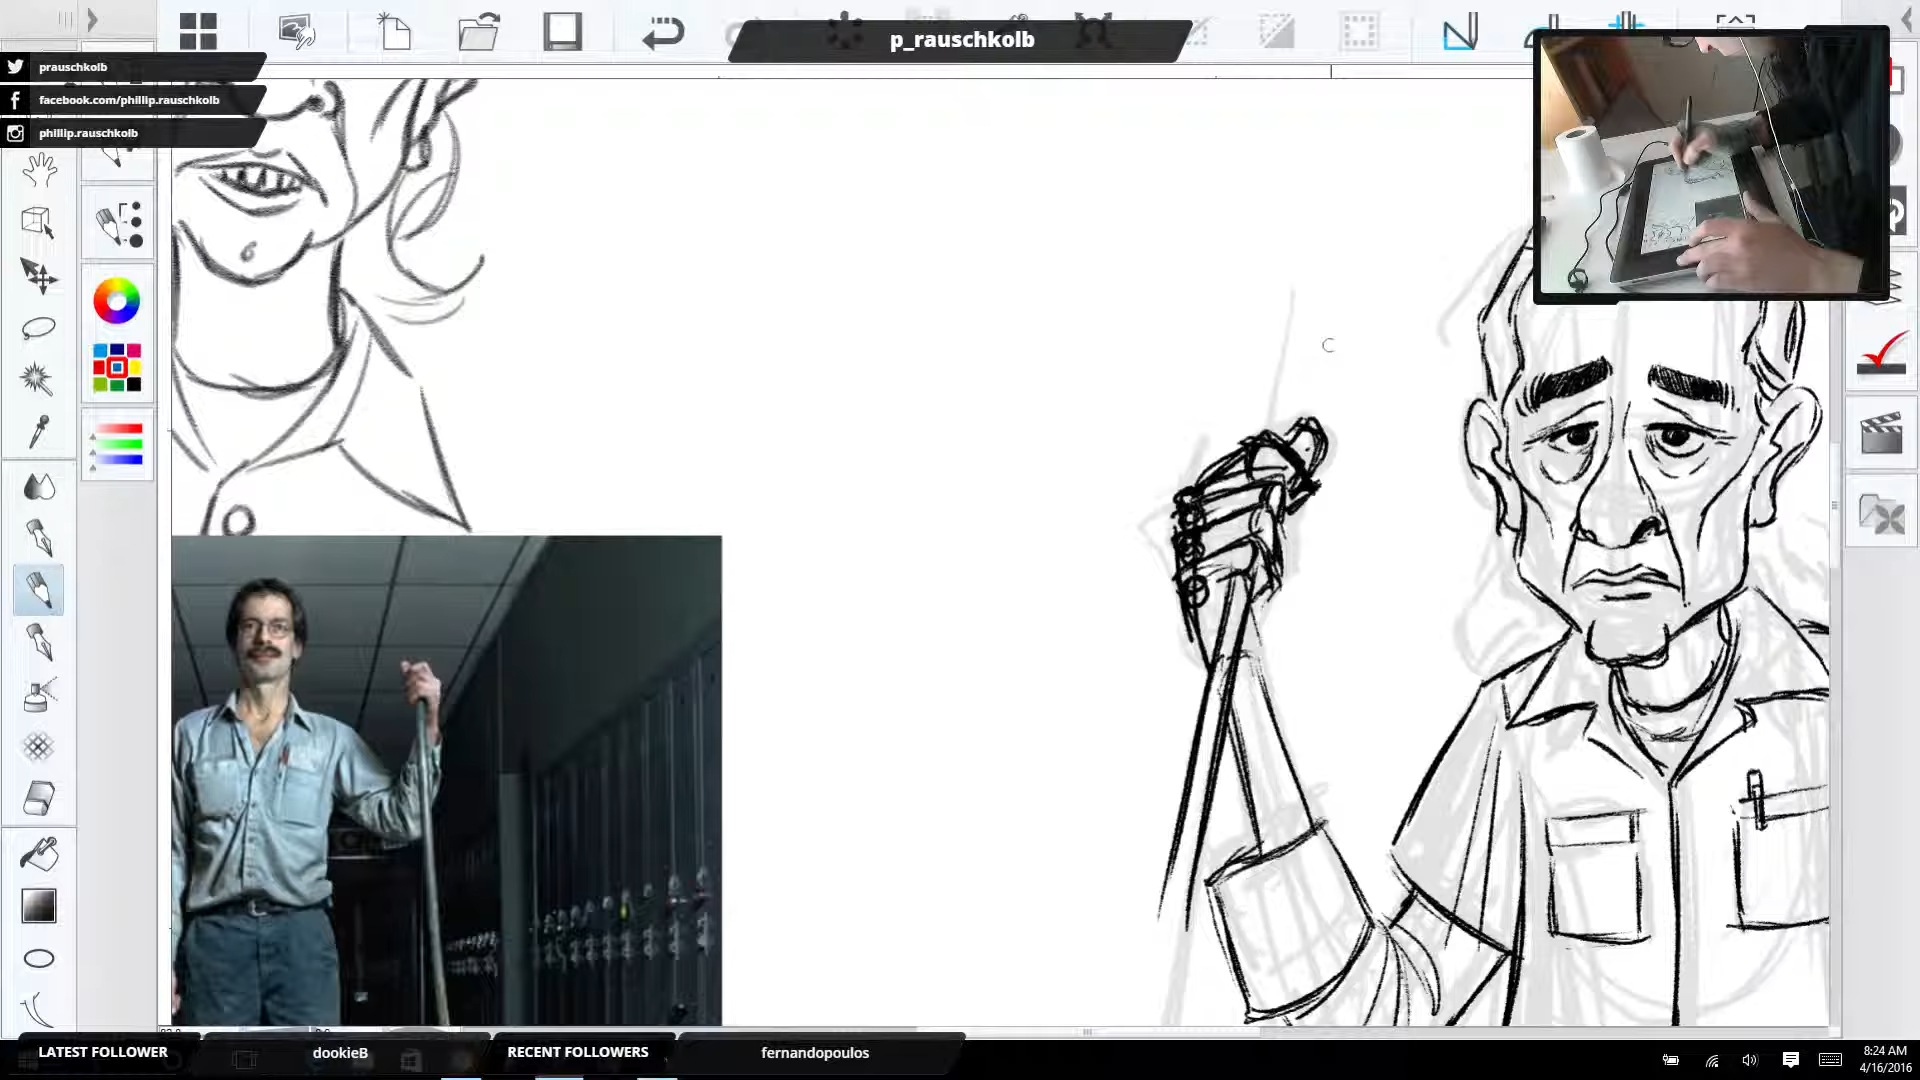 p_rauschkolb
prauschkolb
facebook.com/phillip.rauschkolb
phillip.rauschkolb
LATEST FOLLOWER
dookieB
RECENT FOLLOWERS
fernandopoulos
8:24 AM
4/16/2016